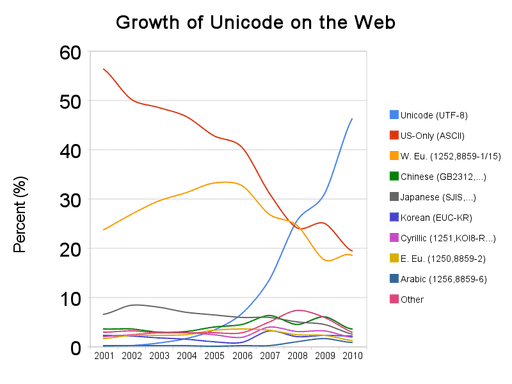 Growth of Unicode on the Web
60
50
40
30
20
10
0
Percent (%)
2001 2002 2003 2004 2005 2006 2007 2008 2009 2010
Unicode (UTF-8)
US-Only (ASCII)
W. Eu. (1252,8859-1/15)
Chinese (GB2312,...)
Japanese (SJIS,...)
Korean (EUC-KR)
Cyrillic (1251,KOI8-R...)
E. Eu. (1250,8859-2)
Arabic (1256,8859-6)
Other